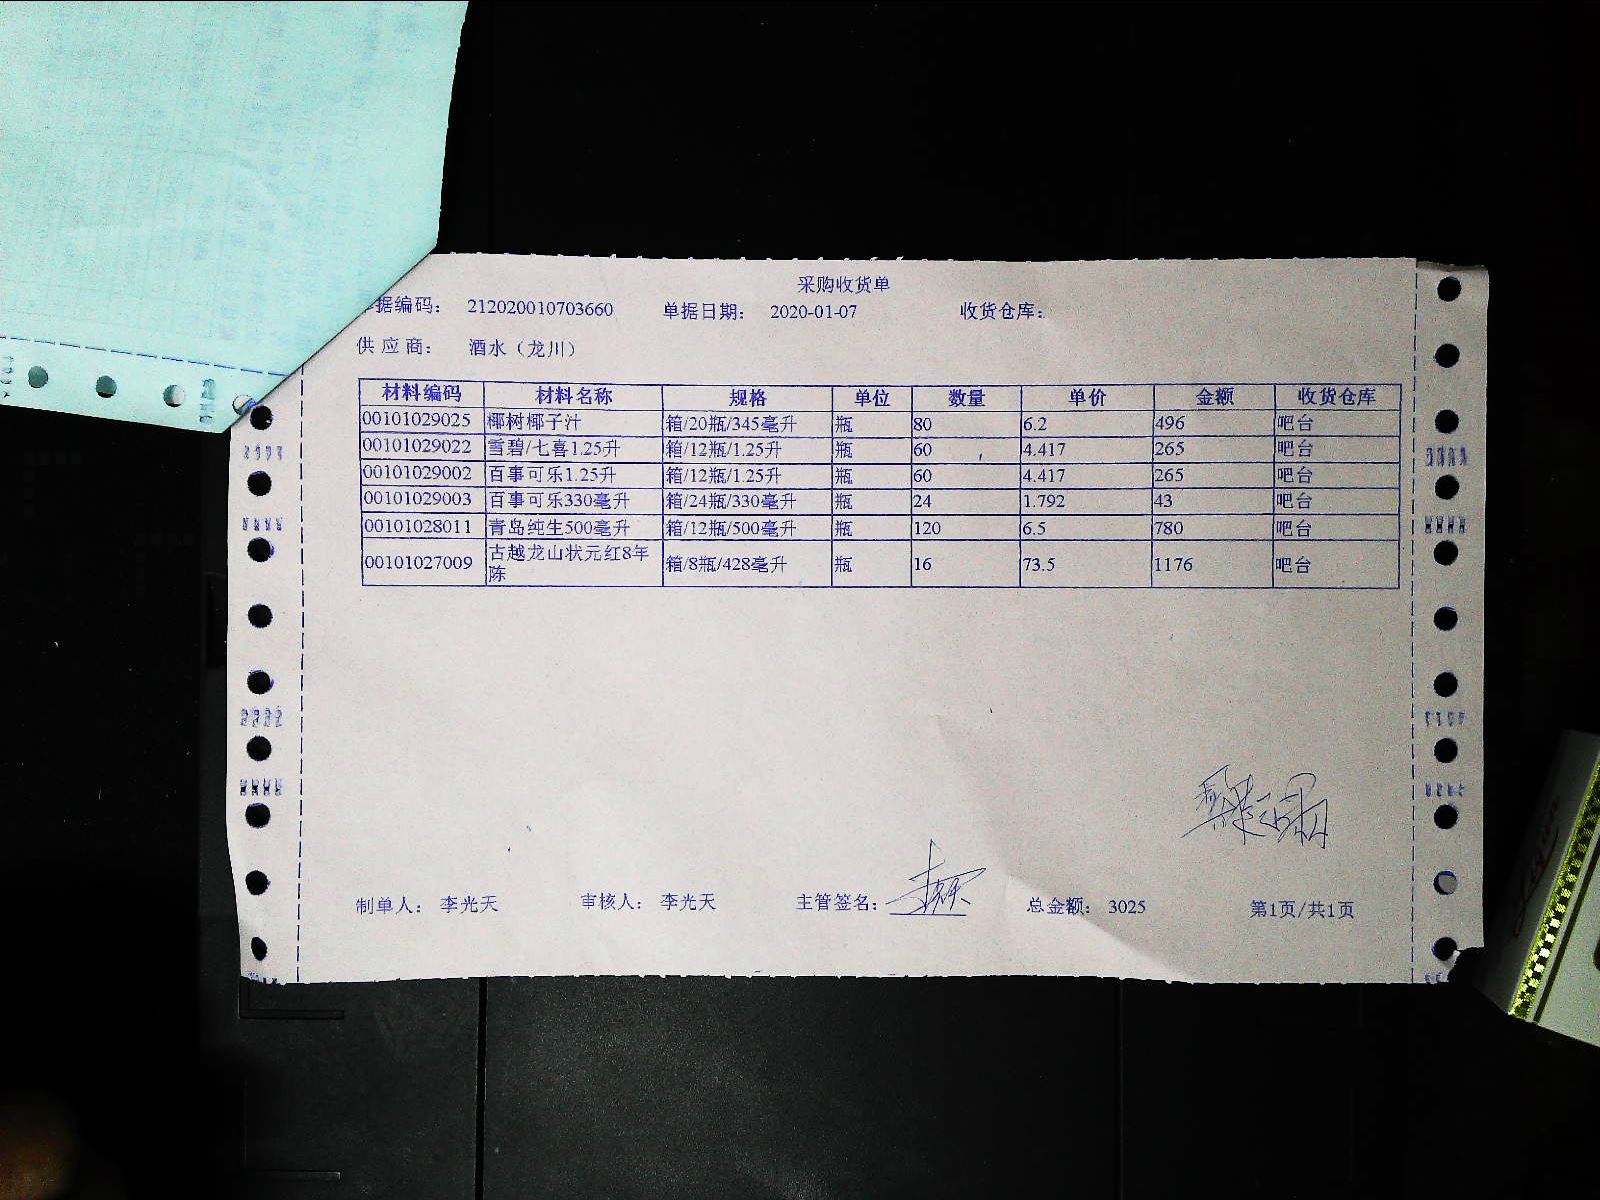 采购收货单
据编码： 212020010703660 单据日期： 2020-01-07 收货仓库：
供应商： 酒水（龙川）
材料编码 材料名称 规格 单位 数量 单价 金额 收货仓库
00101029025 椰树椰子汁 箱/20瓶/345毫升 瓶 80 6.2 496 吧台
00101029022 雪碧/七喜1.25升 箱/12瓶/1.25升 瓶 60 4.417 265 吧台
00101029002 百事可乐1.25升 箱/12瓶/1.25升 瓶 60 4.417 265 吧台
00101029003 百事可乐330毫升 箱/24瓶/330毫升 瓶 24 1.792 43 吧台
00101028011 青岛纯生500毫升 箱/12瓶/500毫升 瓶 120 6.5 780 吧台
00101027009 古越龙山状元红8年陈 箱/8瓶/428毫升 瓶 16 73.5 1176 吧台
制单人： 李光天 审核人： 李光天 主管签名： 总金额： 3025 第1页/共1页